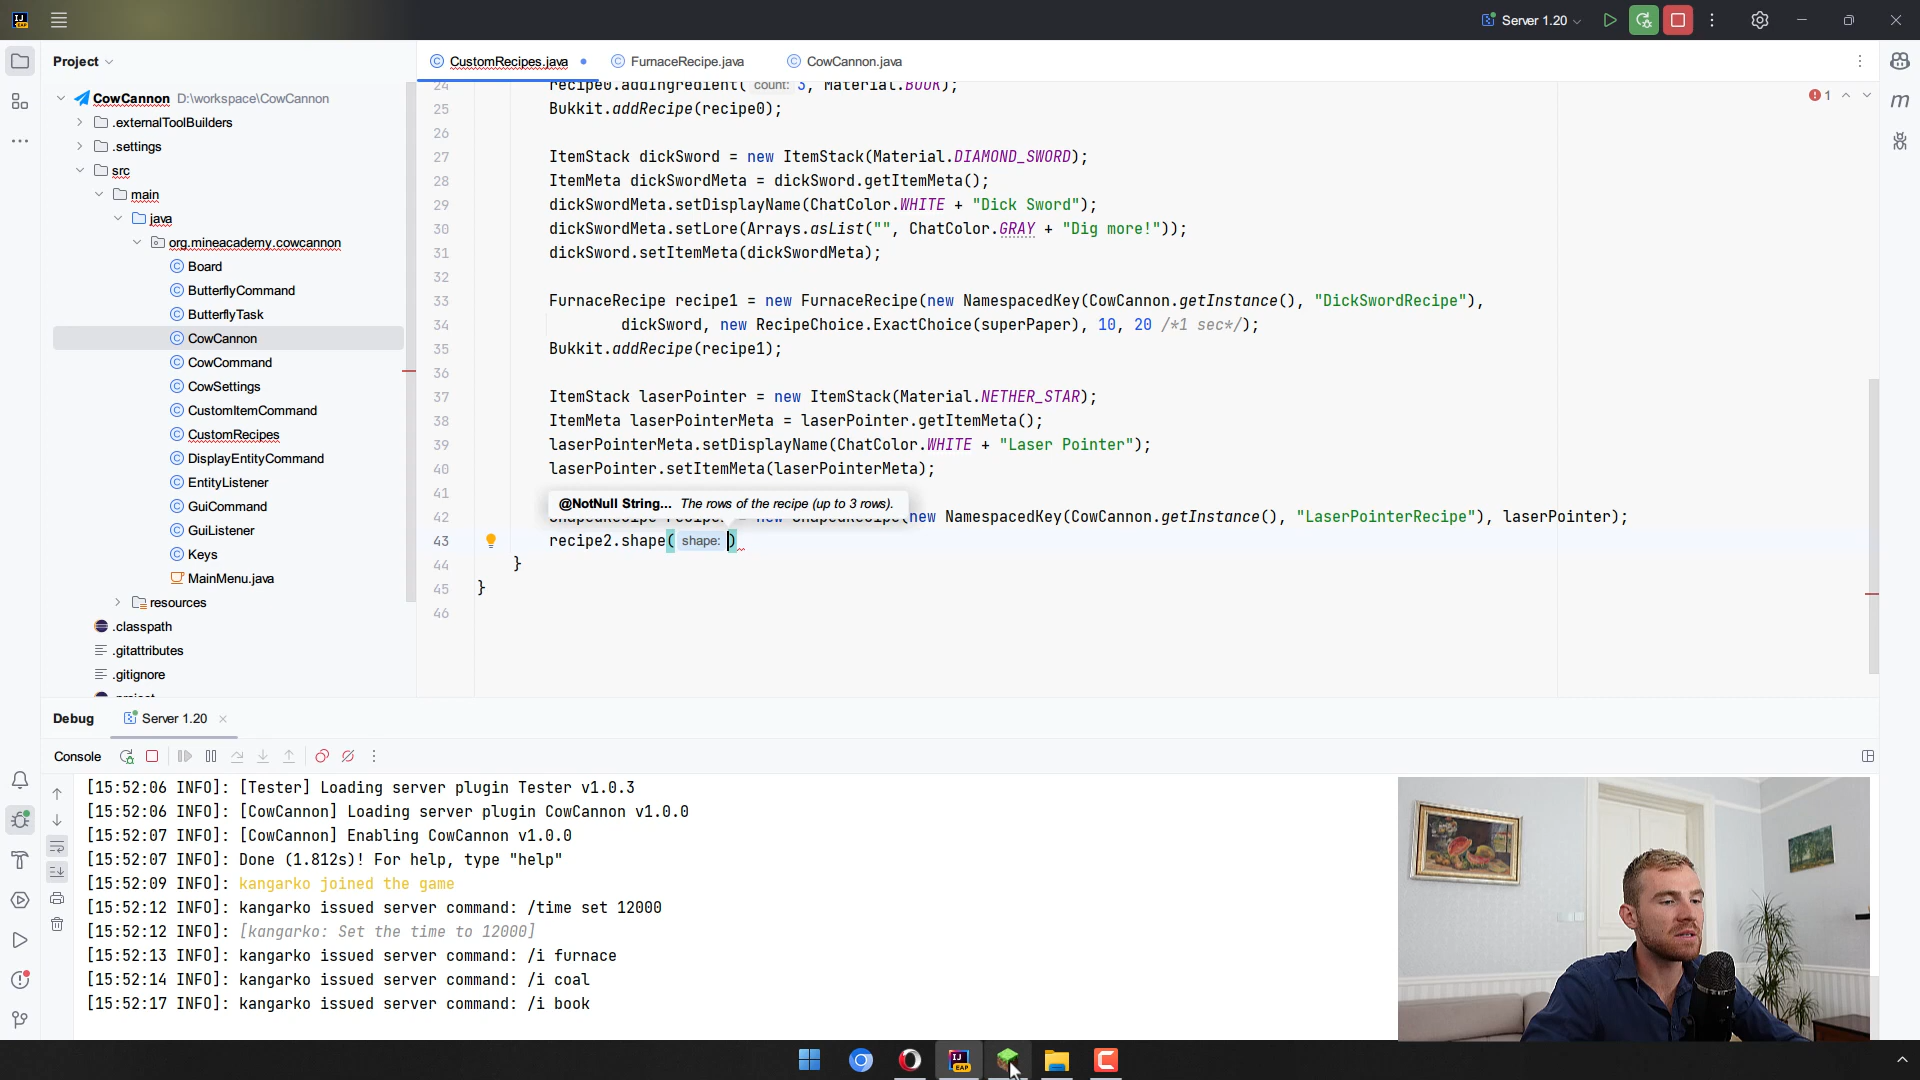 Server 1.20
Project
CustomRecipes.java
FurnaceRecipe.java
CowCannon.java
CowCannon D:\workspace\CowCannon
.externalToolBuilders
.settings
src
main
java
org.mineacademy.cowcannon
Board
ButterflyCommand
ButterflyTask
CowCannon
CowCommand
CowSettings
CustomItemCommand
CustomRecipes
DisplayEntityCommand
EntityListener
GuiCommand
GuiListener
Keys
MainMenu.java
resources
.classpath
.gitattributes
.gitignore
.project
1
24 recipe0.addIngredient( count: 3, Material.BOOK);
25 Bukkit.addRecipe(recipe0);
26
27 ItemStack dickSword = new ItemStack(Material.DIAMOND_SWORD);
28 ItemMeta dickSwordMeta = dickSword.getItemMeta();
29 dickSwordMeta.setDisplayName(ChatColor.WHITE + "Dick Sword");
30 dickSwordMeta.setLore(Arrays.asList("", ChatColor.GRAY + "Dig more!"));
31 dickSword.setItemMeta(dickSwordMeta);
32
33 FurnaceRecipe recipe1 = new FurnaceRecipe(new NamespacedKey(CowCannon.getInstance(), "DickSwordRecipe"),
34 dickSword, new RecipeChoice.ExactChoice(superPaper), 10, 20 /*1 sec*/);
35 Bukkit.addRecipe(recipe1);
36
37 ItemStack laserPointer = new ItemStack(Material.NETHER_STAR);
38 ItemMeta laserPointerMeta = laserPointer.getItemMeta();
39 laserPointerMeta.setDisplayName(ChatColor.WHITE + "Laser Pointer");
40 laserPointer.setItemMeta(laserPointerMeta);
41
@NotNull String... The rows of the recipe (up to 3 rows).
42 ShapedRecipe recipe2 = new ShapedRecipe(new NamespacedKey(CowCannon.getInstance(), "LaserPointerRecipe"), laserPointer);
43 recipe2.shape( shape: )
44 }
45 }
46
Debug
Server 1.20
Console
[15:52:06 INFO]: [Tester] Loading server plugin Tester v1.0.3
[15:52:06 INFO]: [CowCannon] Loading server plugin CowCannon v1.0.0
[15:52:07 INFO]: [CowCannon] Enabling CowCannon v1.0.0
[15:52:07 INFO]: Done (1.812s)! For help, type "help"
[15:52:09 INFO]: kangarko joined the game
[15:52:12 INFO]: kangarko issued server command: /time set 12000
[15:52:12 INFO]: [kangarko: Set the time to 12000]
[15:52:13 INFO]: kangarko issued server command: /i furnace
[15:52:14 INFO]: kangarko issued server command: /i coal
[15:52:17 INFO]: kangarko issued server command: /i book